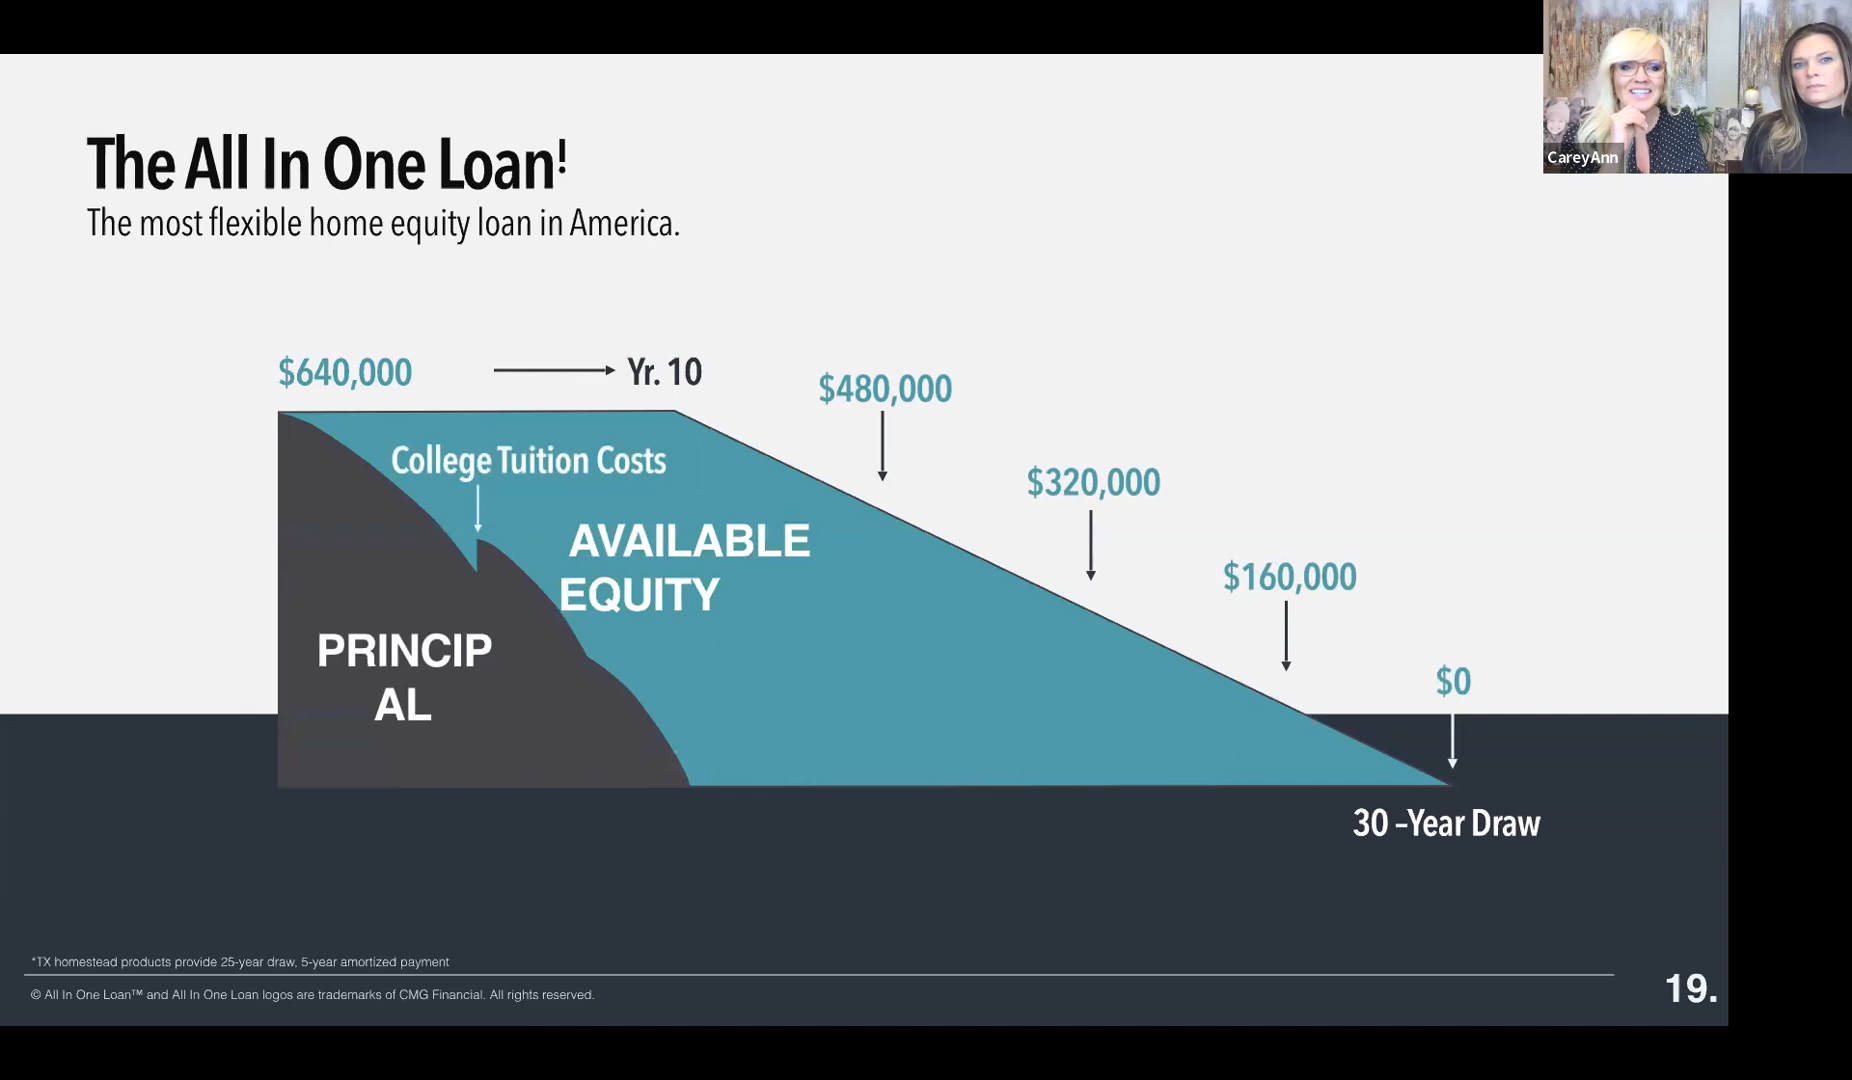 The All In One Loan!
The most flexible home equity loan in America.
CareyAnn
$640,000
Yr. 10
$480,000
College Tuition Costs
$320,000
AVAILABLE
EQUITY
$160,000
PRINCIP
AL
$0
30 –Year Draw
*TX homestead products provide 25-year draw, 5-year amortized payment
© All In One Loan™ and All In One Loan logos are trademarks of CMG Financial. All rights reserved.
19.